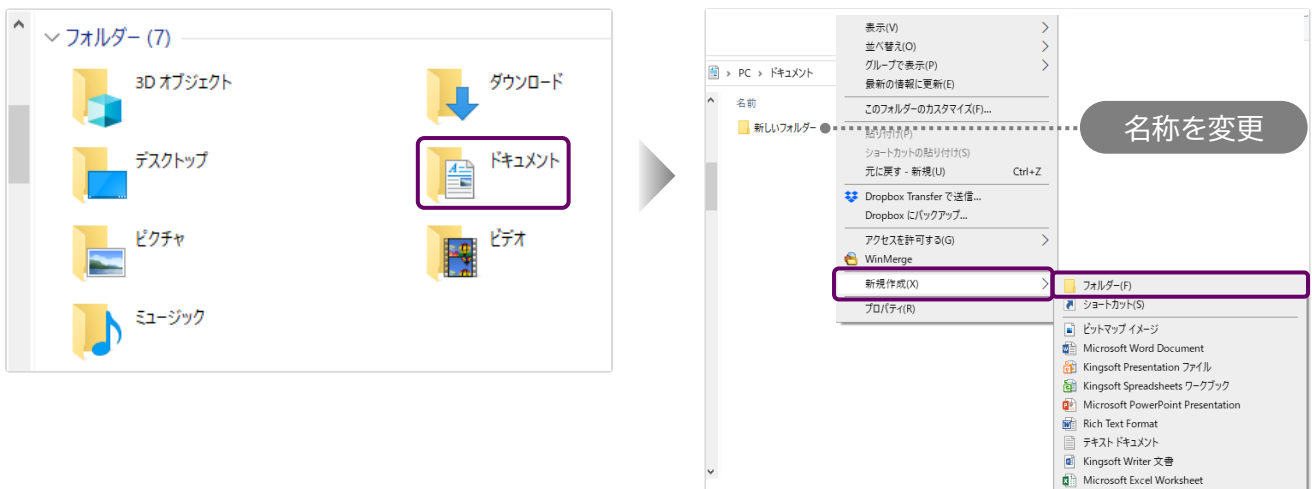 フォルダー (7)
3D オブジェクト
ダウンロード
デスクトップ
ドキュメント
ピクチャ
ビデオ
ミュージック
PC › ドキュメント
名前
新しいフォルダー
名称を変更
表示(V)
並べ替え(O)
グループで表示(P)
最新の情報に更新(E)
このフォルダーのカスタマイズ(F)...
貼り付け(P)
ショートカットの貼り付け(S)
元に戻す - 新規(U) Ctrl+Z
Dropbox Transfer で送信...
Dropbox にバックアップ...
アクセスを許可する(G)
WinMerge
新規作成(X)
プロパティ(R)
フォルダー(F)
ショートカット(S)
ビットマップ イメージ
Microsoft Word Document
Kingsoft Presentation ファイル
Kingsoft Spreadsheets ワークブック
Microsoft PowerPoint Presentation
Rich Text Format
テキスト ドキュメント
Kingsoft Writer 文書
Microsoft Excel Worksheet